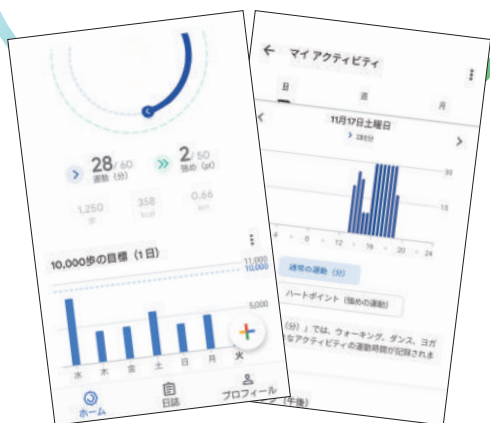 28/60
運動（分）
2/50
強め（pt）
1,250
歩
358
kcal
0.66
km
10,000歩の目標（1日）
11,000
10,000
5,000
水 木 金 土 日 月 火
ホーム
日誌
プロフィール
マイ アクティビティ
日 週 月
11月17日土曜日
30
15
4 8 12 16 20 24
通常の運動（分）
ハートポイント（強めの運動）
（分）」では、ウォーキング、ダンス、ヨガ
なアクティビティの運動時間が記録されま
（午後）